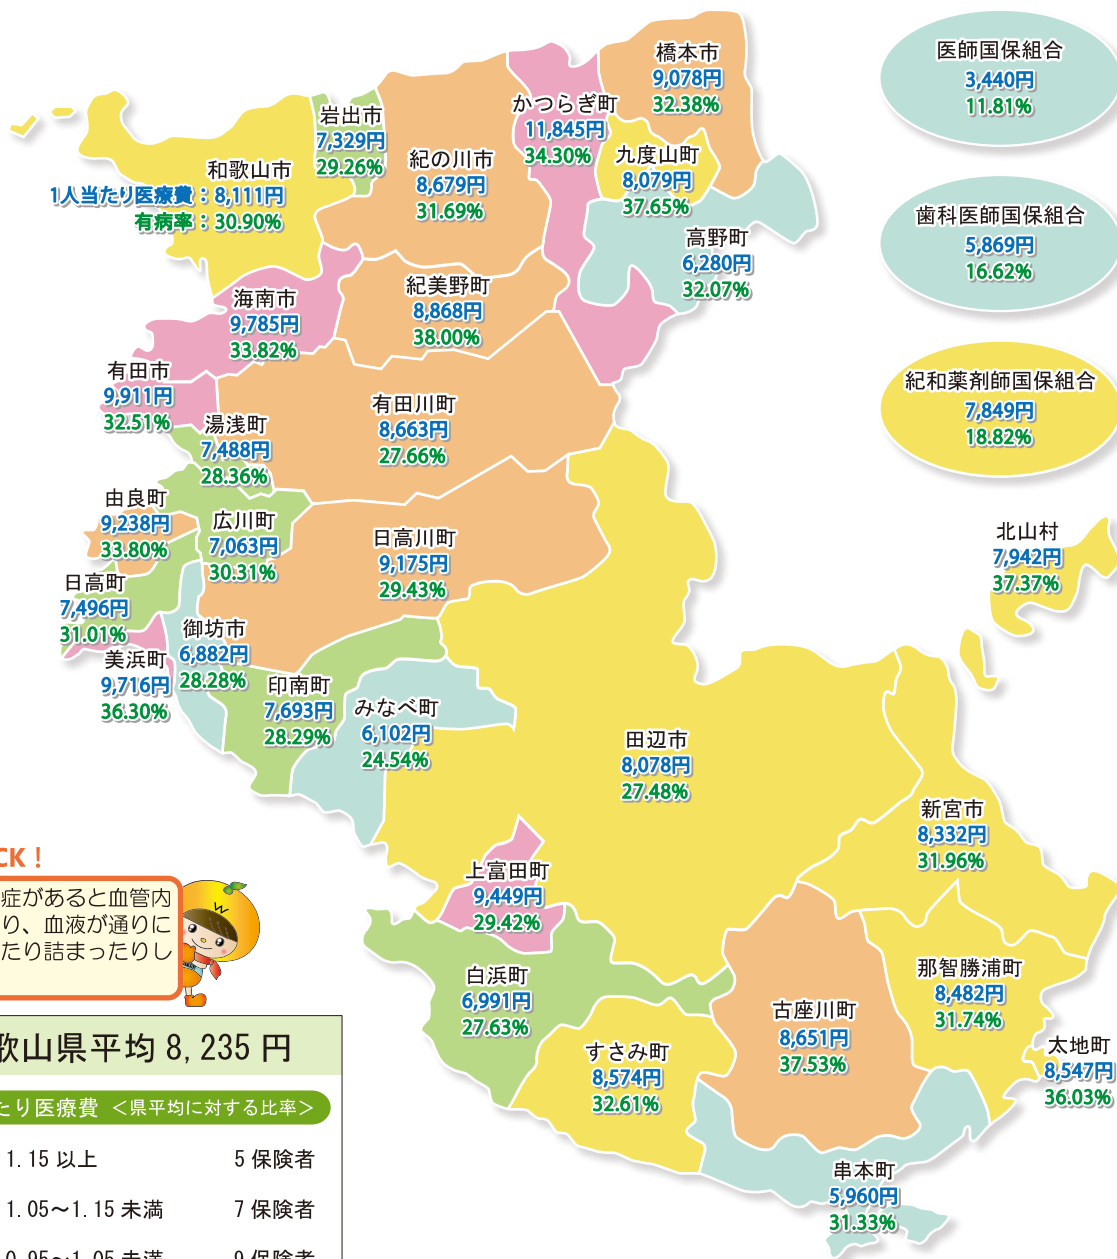 橋本市
9,078円
32.38%
医師国保組合
3,440円
11.81%
かつらぎ町
11,845円
34.30%
岩出市
7,329円
29.26%
紀の川市
8,679円
31.69%
九度山町
8,079円
37.65%
和歌山市
1人当たり医療費：8,111円
有病率：30.90%
歯科医師国保組合
5,869円
16.62%
高野町
6,280円
32.07%
紀美野町
8,868円
38.00%
海南市
9,785円
33.82%
有田市
9,911円
32.51%
紀和薬剤師国保組合
7,849円
18.82%
有田川町
8,663円
27.66%
湯浅町
7,488円
28.36%
由良町
9,238円
33.80%
広川町
7,063円
30.31%
日高川町
9,175円
29.43%
北山村
7,942円
37.37%
日高町
7,496円
31.01%
御坊市
6,882円
28.28%
美浜町
9,716円
36.30%
印南町
7,693円
28.29%
みなべ町
6,102円
24.54%
田辺市
8,078円
27.48%
新宮市
8,332円
31.96%
上富田町
9,449円
29.42%
白浜町
6,991円
27.63%
那智勝浦町
8,482円
31.74%
古座川町
8,651円
37.53%
すさみ町
8,574円
32.61%
太地町
8,547円
36.03%
串本町
5,960円
31.33%
CK！
症があると血管内
り、血液が通りに
たり詰まったりし
歌山県平均 8,235 円
たり医療費 ＜県平均に対する比率＞
1.15 以上 5 保険者
1.05～1.15 未満 7 保険者
0.95～1.05 未満 9 保険者